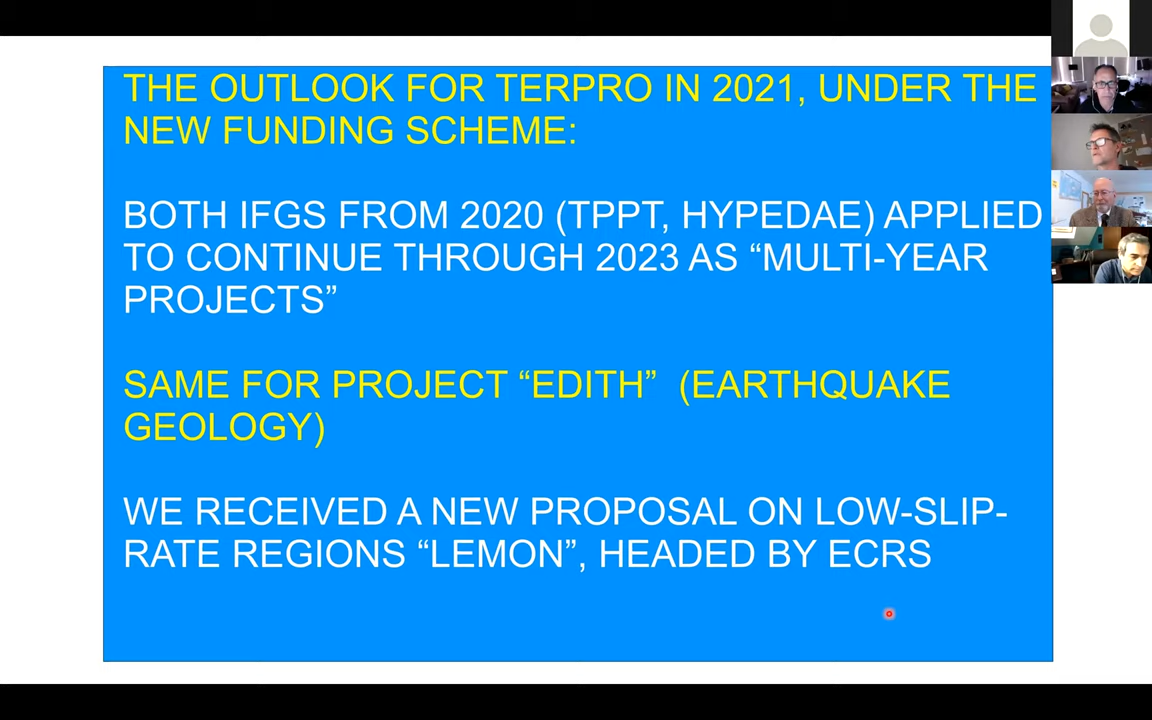 THE OUTLOOK FOR TERPRO IN 2021, UNDER THE
NEW FUNDING SCHEME:
BOTH IFGS FROM 2020 (TPPT, HYPEDAE) APPLIED
TO CONTINUE THROUGH 2023 AS “MULTI-YEAR
PROJECTS”
SAME FOR PROJECT “EDITH” (EARTHQUAKE
GEOLOGY)
WE RECEIVED A NEW PROPOSAL ON LOW-SLIP-
RATE REGIONS “LEMON”, HEADED BY ECRS